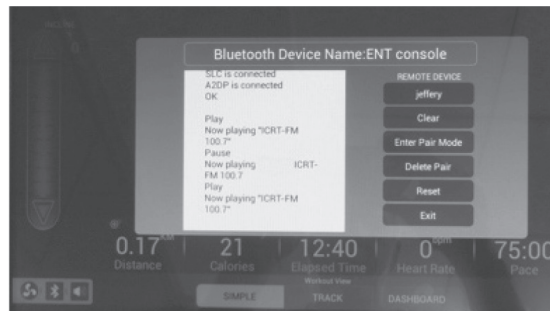 Bluetooth Device Name:ENT console
SLC is connected
A2DP is connected
OK
Play
Now playing "ICRT-FM
100.7"
Pause
Now playing ICRT-
FM 100.7
Play
Now playing "ICRT-FM
100.7"
REMOTE DEVICE
jeffery
Clear
Enter Pair Mode
Delete Pair
Reset
Exit
0.17 KM
Distance
21
Calories
12:40
Elapsed Time
0 bpm
Heart Rate
75:00
Pace
Workout View
SIMPLE
TRACK
DASHBOARD